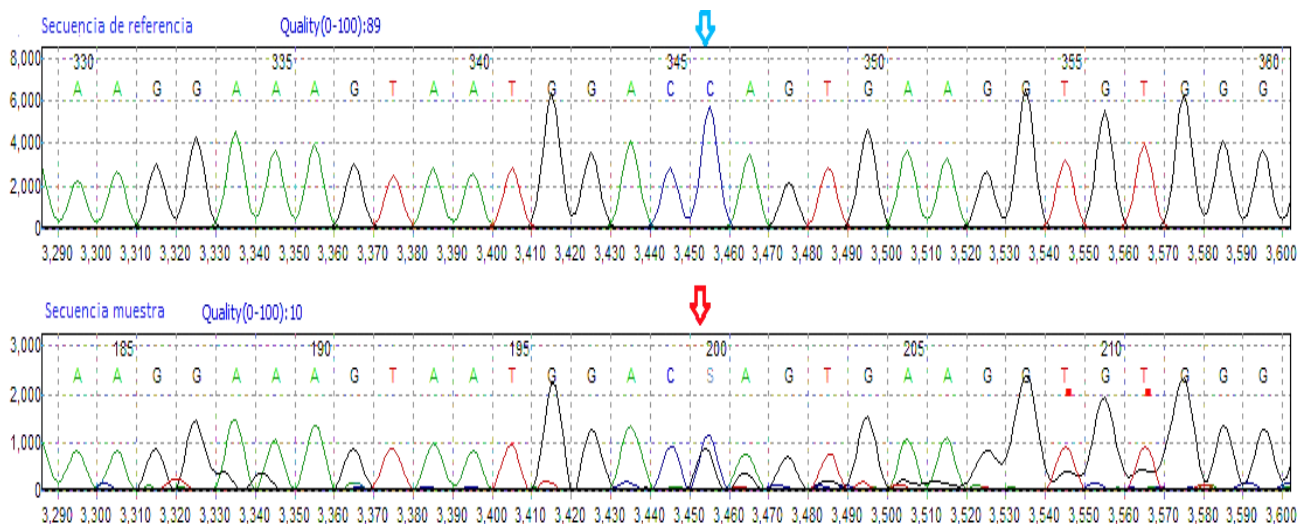 Secuencia de referencia Quality(0-100):89
8,000 330 335 340 345 350 355 360
A A G G A A A G T A A T G G A C C A G T G A A G G T G T G G G
6,000
4,000
2,000
0
3,290 3,300 3,310 3,320 3,330 3,340 3,350 3,360 3,370 3,380 3,390 3,400 3,410 3,420 3,430 3,440 3,450 3,460 3,470 3,480 3,490 3,500 3,510 3,520 3,530 3,540 3,550 3,560 3,570 3,580 3,590 3,600
Secuencia muestra Quality(0-100):10
3,000 185 190 195 200 205 210
A A G G A A A G T A A T G G A C S A G T G A A G G T G T G G G
2,000
1,000
0
3,290 3,300 3,310 3,320 3,330 3,340 3,350 3,360 3,370 3,380 3,390 3,400 3,410 3,420 3,430 3,440 3,450 3,460 3,470 3,480 3,490 3,500 3,510 3,520 3,530 3,540 3,550 3,560 3,570 3,580 3,590 3,600